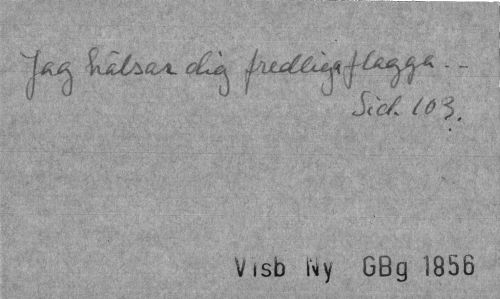 Jag hälsar dig fredliga flagga --
Sid. 103.
Visb Ny GBg 1856